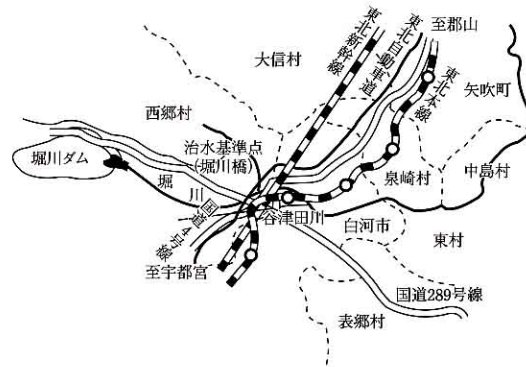 至郡山
東北新幹線
東北自動車道
東北本線
大信村
矢吹町
西郷村
治水基準点
(堀川橋)
堀川ダム
堀川
国道4号線
泉崎村
中島村
谷津田川
白河市
東村
至宇都宮
国道289号線
表郷村